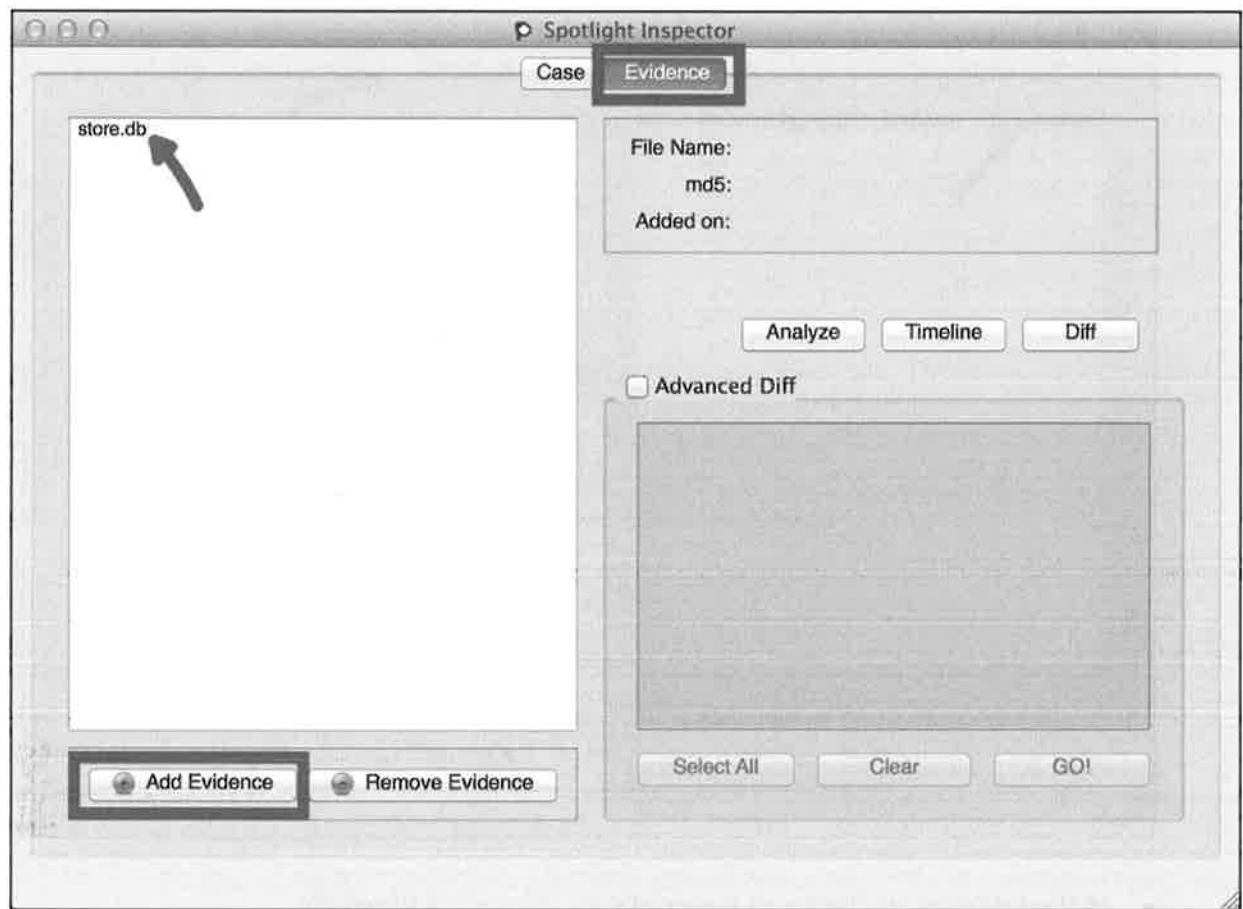 Spotlight Inspector
Case Evidence
store.db
File Name:
md5:
Added on:
Analyze Timeline Diff
Advanced Diff
Select All Clear GO!
Add Evidence Remove Evidence